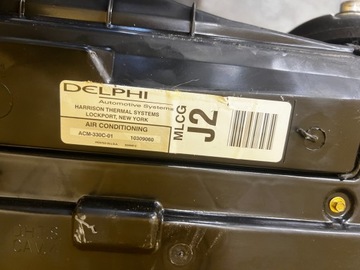 DELPHI
Automotive Systems
HARRISON THERMAL SYSTEMS
LOCKPORT, NEW YORK
AIR CONDITIONING
ACM-330C-01 10309060
MLCG
J2